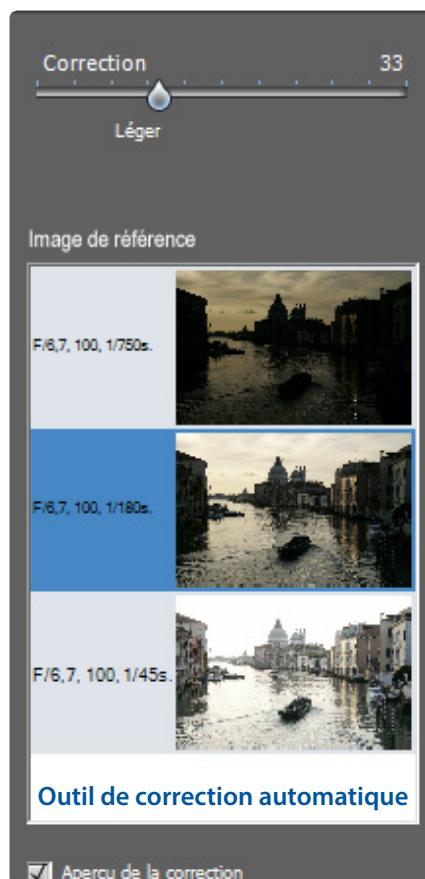 Correction 33
Léger
Image de référence
F/6,7, 100, 1/750s.
F/6,7, 100, 1/180s.
F/6,7, 100, 1/45s.
Outil de correction automatique
Aperçu de la correction